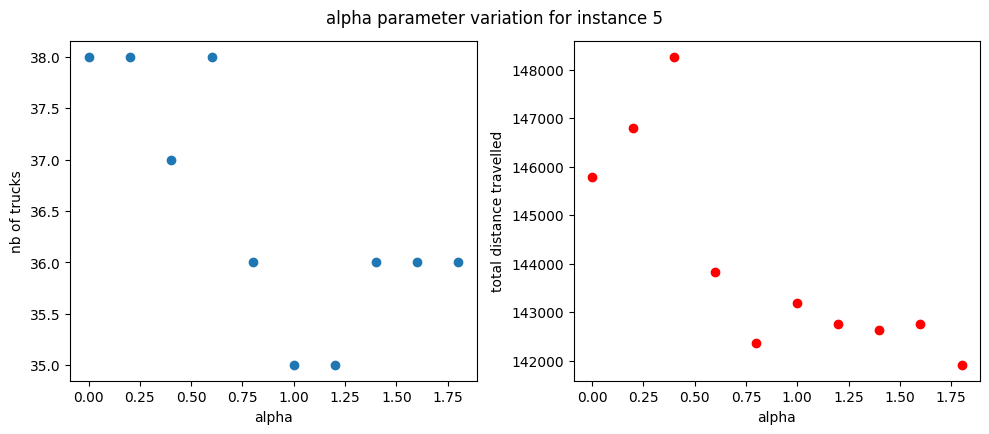 alpha parameter variation for instance 5
nb of trucks
38.0
37.5
37.0
36.5
36.0
35.5
35.0
0.00 0.25 0.50 0.75 1.00 1.25 1.50 1.75
alpha
total distance travelled
148000
147000
146000
145000
144000
143000
142000
0.00 0.25 0.50 0.75 1.00 1.25 1.50 1.75
alpha